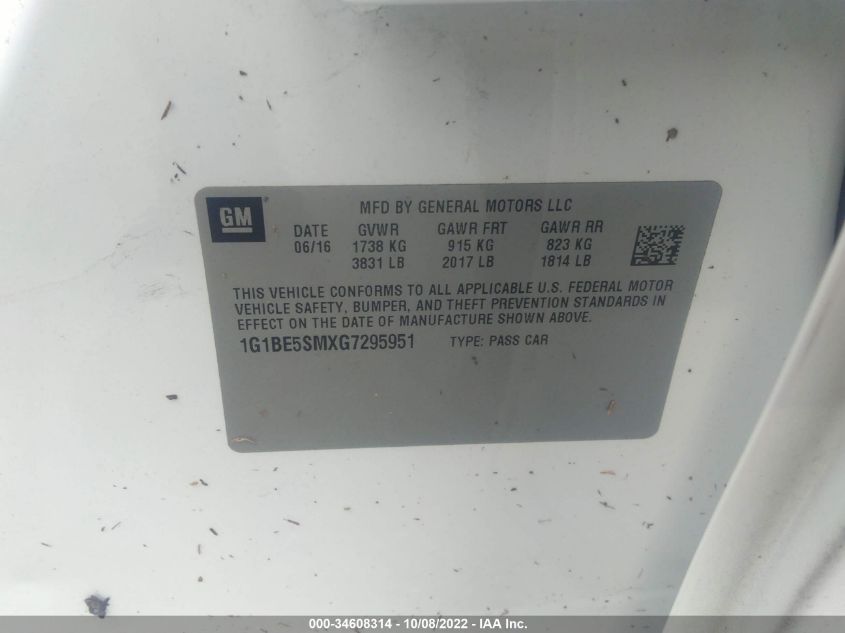 GM
MFD BY GENERAL MOTORS LLC
DATE GVWR GAWR FRT GAWR RR
06/16 1738 KG 915 KG 823 KG
3831 LB 2017 LB 1814 LB
THIS VEHICLE CONFORMS TO ALL APPLICABLE U.S. FEDERAL MOTOR
VEHICLE SAFETY, BUMPER, AND THEFT PREVENTION STANDARDS IN
EFFECT ON THE DATE OF MANUFACTURE SHOWN ABOVE.
1G1BE5SMXG7295951 TYPE: PASS CAR
000-34608314 - 10/08/2022 - IAA Inc.